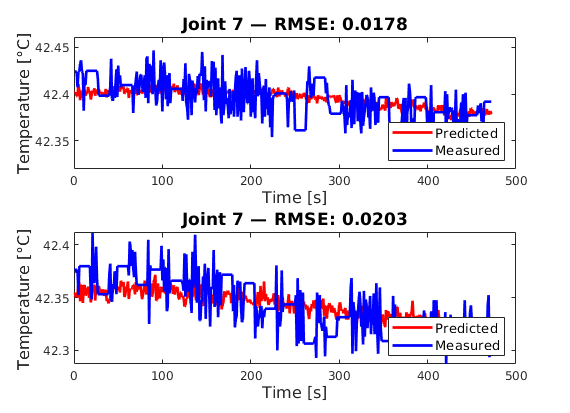 Joint 7 — RMSE: 0.0178
Temperature [°C]
42.45
42.4
42.35
0 100 200 300 400 500
Time [s]
Predicted
Measured
Joint 7 — RMSE: 0.0203
Temperature [°C]
42.4
42.35
42.3
0 100 200 300 400 500
Time [s]
Predicted
Measured